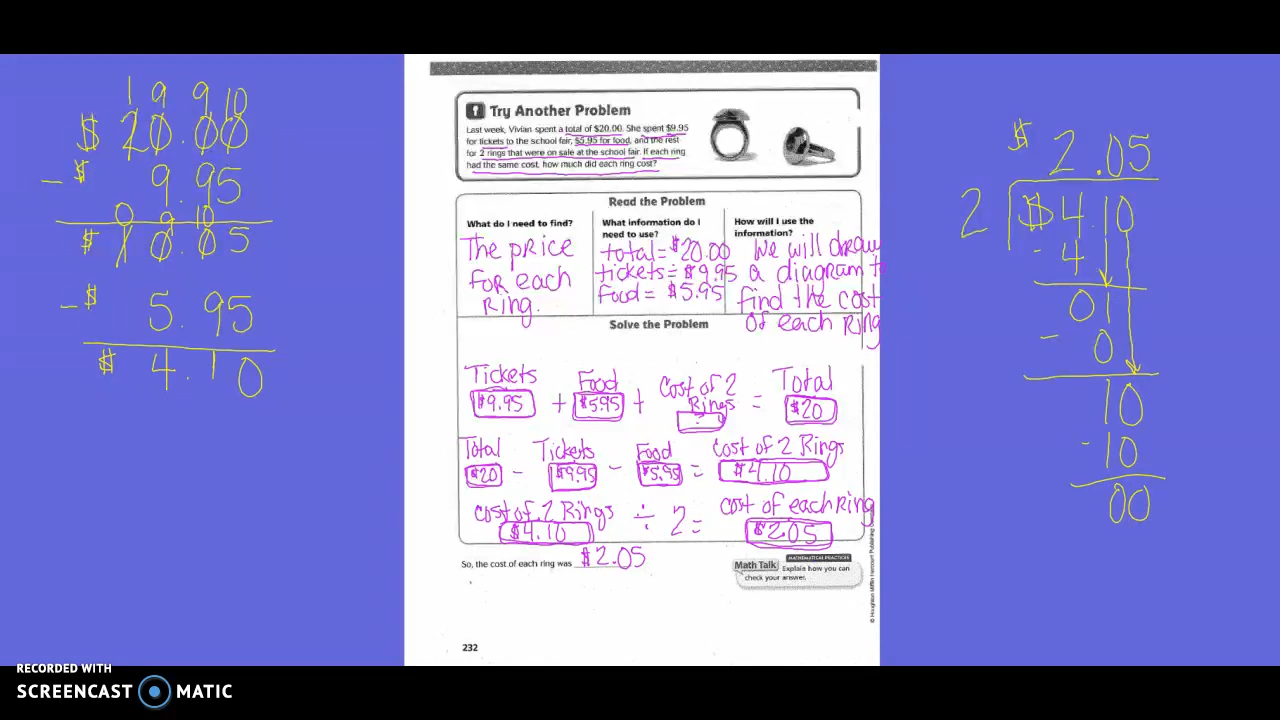 1 9 9 10
$ 20.00
- $ 9.95
0 9 10
$ 10.05
- $ 5.95
$ 4.10
Try Another Problem
Last week, Vivian spent a total of $20.00. She spent $9.95
for tickets to the school fair, $5.95 for food, and the rest
for 2 rings that were on sale at the school fair. If each ring
had the same cost, how much did each ring cost?
Read the Problem
What do I need to find?
The price
for each
Ring.
What information do I
need to use?
total = $20.00
tickets = $9.95
Food = $5.95
How will I use the
information?
We will draw
a diagram to
find the cost
of each Ring
Solve the Problem
Tickets Food Cost of 2 Rings Total
$9.95 + $5.95 + ? = $20
Total Tickets Food Cost of 2 Rings
$20 - $9.95 - $5.95 = $4.10
cost of 2 Rings cost of each Ring
$4.10 ÷ 2 = $2.05
So, the cost of each ring was $2.05
Math Talk
MATHEMATICAL PRACTICES
Explain how you can
check your answer.
232
$ 2.05
2 $4.10
- 4
01
- 0
10
- 10
00
RECORDED WITH
SCREENCAST MATIC